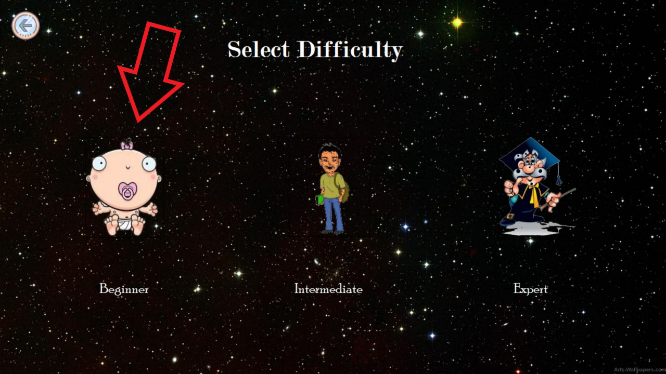 Select Difficulty
Beginner
Intermediate
Expert